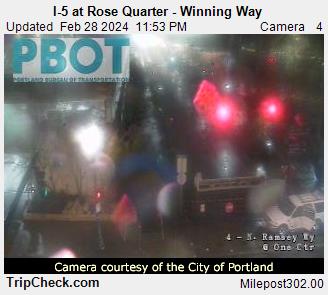 I-5 at Rose Quarter - Winning Way
Updated Feb 28 2024 11:53 PM Camera 4
PBOT
PORTLAND BUREAU OF TRANSPORTATION
4 - N. Ramsey Wy
@ One Ctr
Camera courtesy of the City of Portland
TripCheck.com Milepost302.00